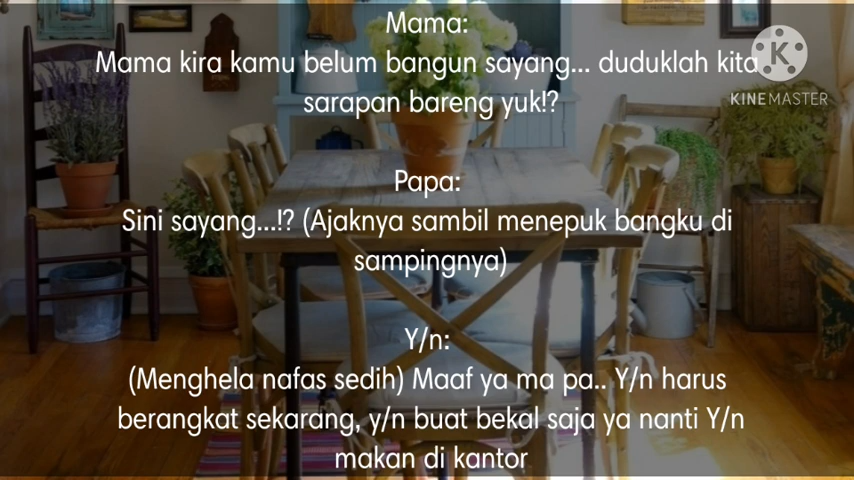 Mama:
Mama kira kamu belum bangun sayang... duduklah kita
sarapan bareng yuk!?
Papa:
Sini sayang...!? (Ajaknya sambil menepuk bangku di
sampingnya)
Y/n:
(Menghela nafas sedih) Maaf ya ma pa.. Y/n harus
berangkat sekarang, y/n buat bekal saja ya nanti Y/n
makan di kantor
K
KINEMASTER